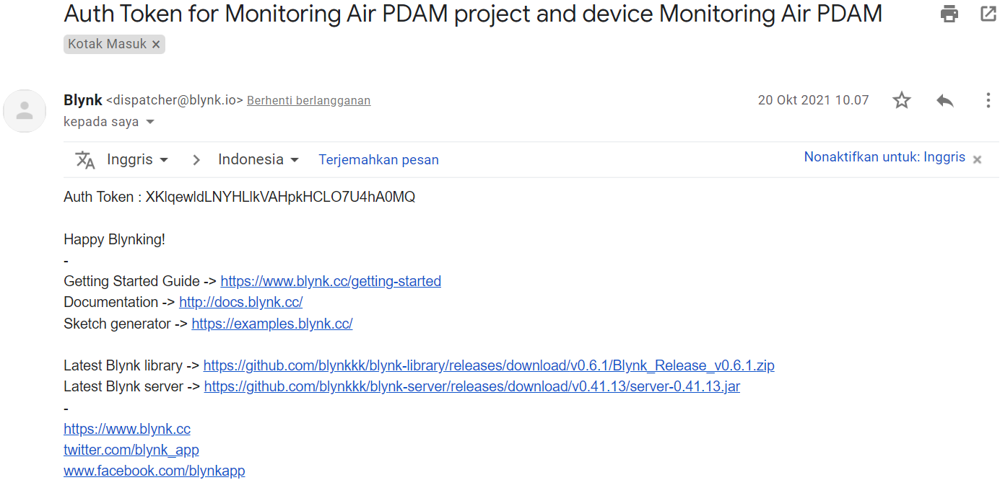 Auth Token for Monitoring Air PDAM project and device Monitoring Air PDAM
Kotak Masuk ×
Blynk <dispatcher@blynk.io> Berhenti berlangganan
20 Okt 2021 10.07
kepada saya
Inggris > Indonesia Terjemahkan pesan
Nonaktifkan untuk: Inggris ×
Auth Token : XKlqewldLNYHLlkVAHpkHCLO7U4hA0MQ
Happy Blynking!
-
Getting Started Guide -> https://www.blynk.cc/getting-started
Documentation -> http://docs.blynk.cc/
Sketch generator -> https://examples.blynk.cc/
Latest Blynk library -> https://github.com/blynkkk/blynk-library/releases/download/v0.6.1/Blynk_Release_v0.6.1.zip
Latest Blynk server -> https://github.com/blynkkk/blynk-server/releases/download/v0.41.13/server-0.41.13.jar
-
https://www.blynk.cc
twitter.com/blynk_app
www.facebook.com/blynkapp